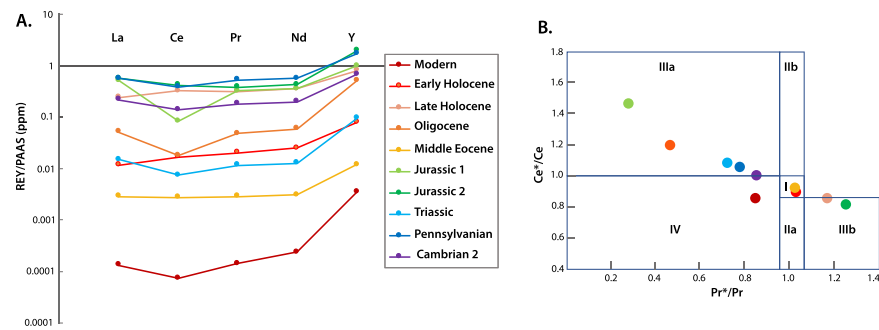 A.
10
1
0.1
0.01
0.001
0.0001
0.0001
REY/PAAS (ppm)
La Ce Pr Nd Y
Modern
Early Holocene
Late Holocene
Oligocene
Middle Eocene
Jurassic 1
Jurassic 2
Triassic
Pennsylvanian
Cambrian 2
B.
1.8
1.6
1.4
1.2
1.0
0.8
0.6
0.4
Ce*/Ce
IIIa IIb
I
IV IIa IIIb
0.2 0.4 0.6 0.8 1.0 1.2 1.4
Pr*/Pr